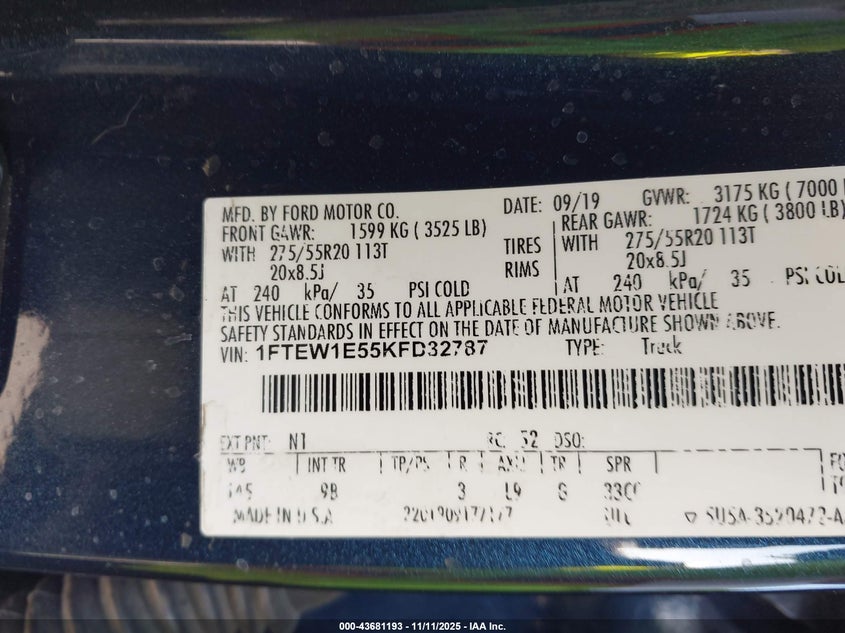 MFD. BY FORD MOTOR CO. DATE: 09/19 GVWR: 3175 KG ( 7000
FRONT GAWR: 1599 KG ( 3525 LB) REAR GAWR: 1724 KG ( 3800 LB)
WITH 275/55R20 113T TIRES WITH 275/55R20 113T
20x8.5J RIMS 20x8.5J
AT 240 kPa/ 35 PSI COLD AT 240 kPa/ 35 PSI COLD
THIS VEHICLE CONFORMS TO ALL APPLICABLE FEDERAL MOTOR VEHICLE
SAFETY STANDARDS IN EFFECT ON THE DATE OF MANUFACTURE SHOWN ABOVE.
VIN: 1FTEW1E55KFD32787 TYPE: Truck
EXT PNT: N1 RC: 52 DSO:
WB INT TR TP/PS R AXLE TR SPR
145 9B 3 L9
MADE IN U.S.A
000-43681193 - 11/11/2025 - IAA Inc.